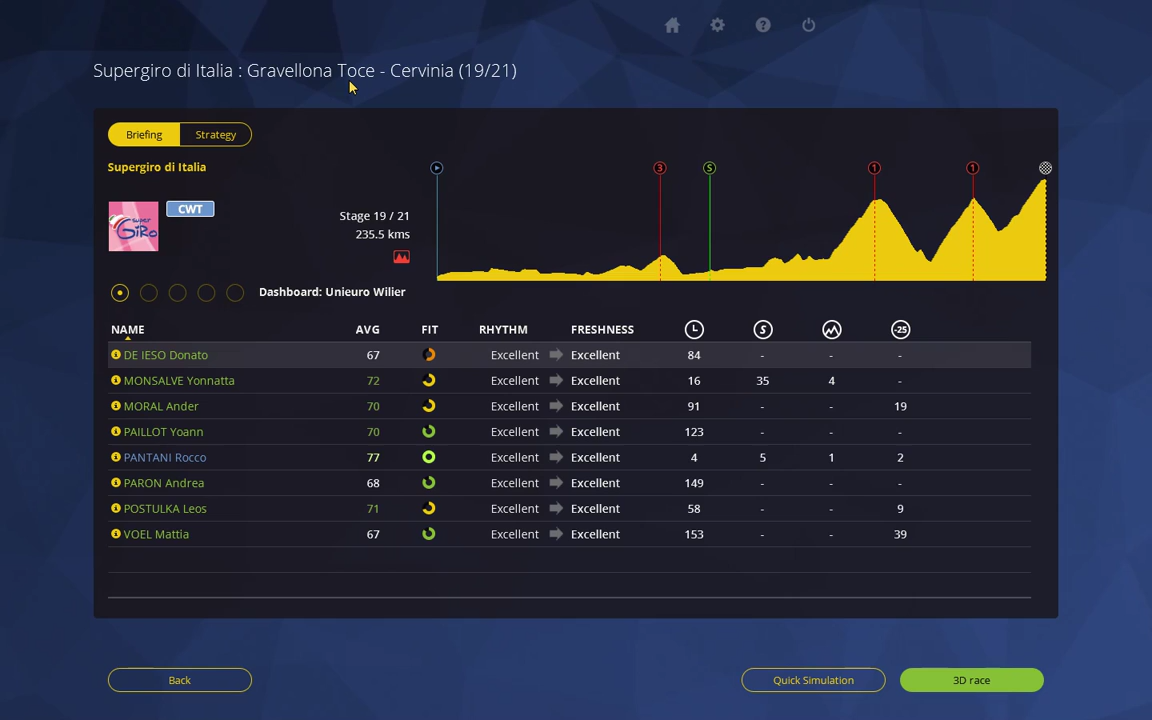 Supergiro di Italia : Gravellona Toce - Cervinia (19/21)
Briefing Strategy
Supergiro di Italia
3 S 1 1
super GiRo
CWT
Stage 19 / 21
235.5 kms
Dashboard: Unieuro Wilier
NAME AVG FIT RHYTHM FRESHNESS S -25
DE IESO Donato 67 Excellent Excellent 84 - - -
MONSALVE Yonnatta 72 Excellent Excellent 16 35 4 -
MORAL Ander 70 Excellent Excellent 91 - - 19
PAILLOT Yoann 70 Excellent Excellent 123 - - -
PANTANI Rocco 77 Excellent Excellent 4 5 1 2
PARON Andrea 68 Excellent Excellent 149 - - -
POSTULKA Leos 71 Excellent Excellent 58 - - 9
VOEL Mattia 67 Excellent Excellent 153 - - 39
Back Quick Simulation 3D race